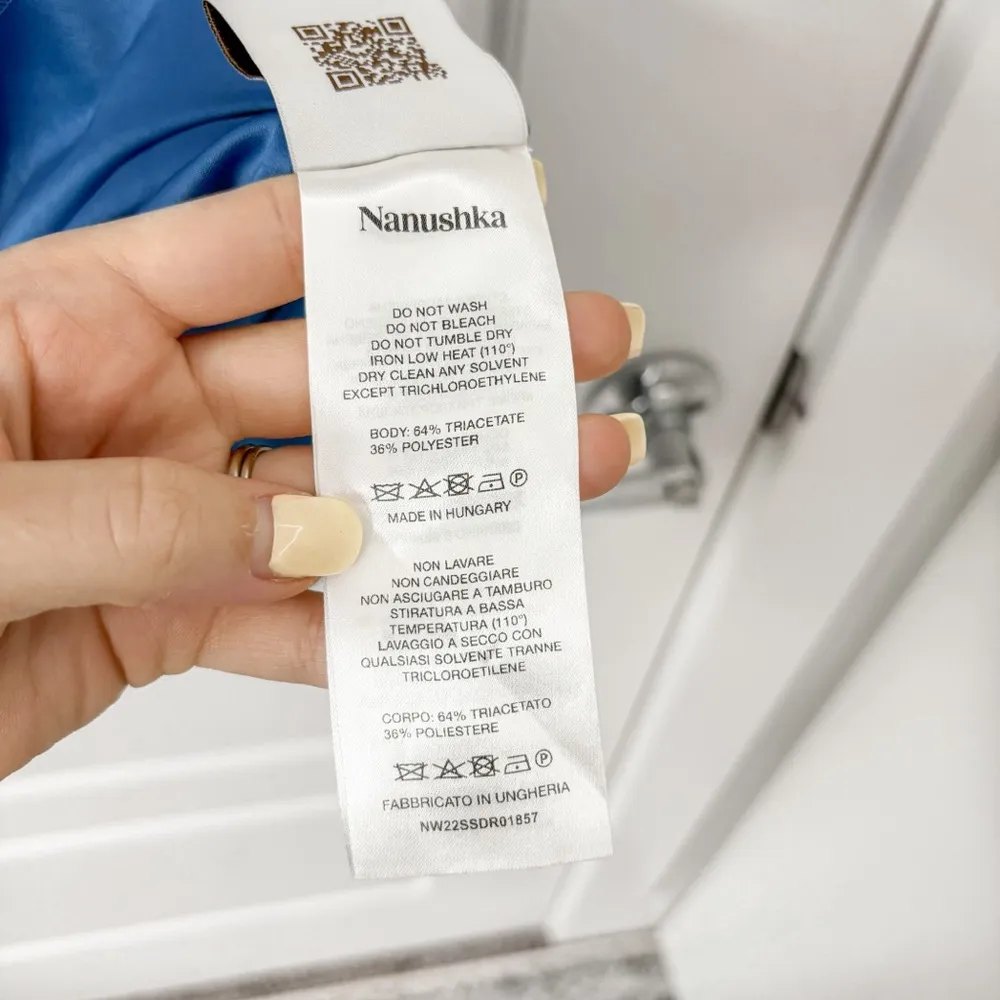 Nanushka
DO NOT WASH
DO NOT BLEACH
DO NOT TUMBLE DRY
IRON LOW HEAT (110°)
DRY CLEAN ANY SOLVENT
EXCEPT TRICHLOROETHYLENE
BODY: 64% TRIACETATE
36% POLYESTER
P
MADE IN HUNGARY
NON LAVARE
NON CANDEGGIARE
NON ASCIUGARE A TAMBURO
STIRATURA A BASSA
TEMPERATURA (110°)
LAVAGGIO A SECCO CON
QUALSIASI SOLVENTE TRANNE
TRICLOROETILENE
CORPO: 64% TRIACETATO
36% POLIESTERE
P
FABBRICATO IN UNGHERIA
NW22SSDR01857